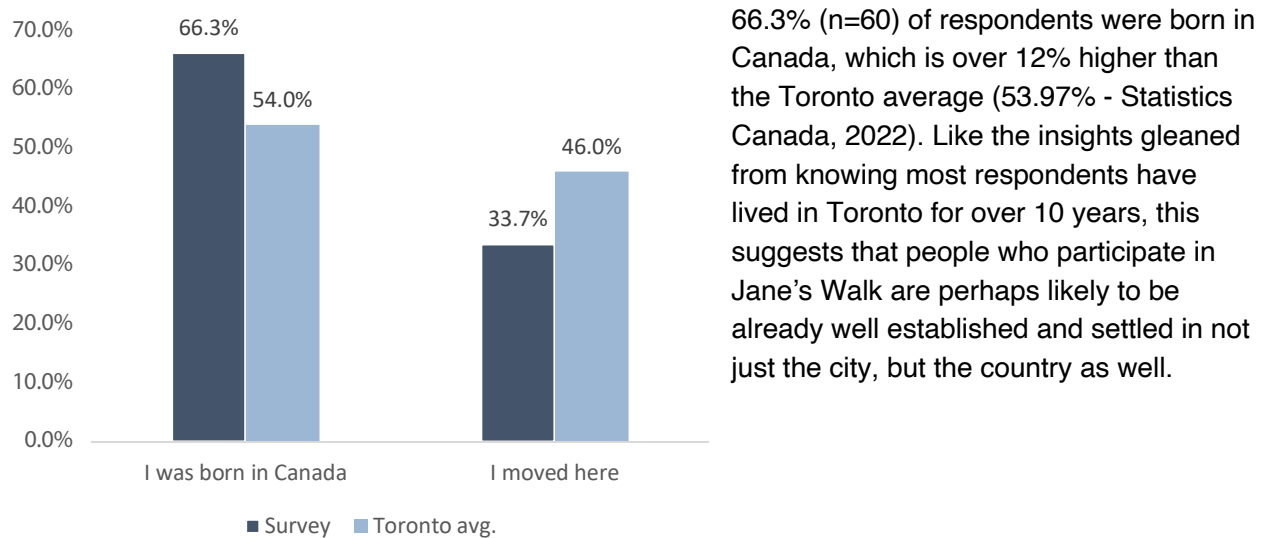 70.0%
60.0%
50.0%
40.0%
30.0%
20.0%
10.0%
0.0%
66.3%
54.0%
33.7%
46.0%
I was born in Canada
I moved here
Survey
Toronto avg.
66.3% (n=60) of respondents were born in
Canada, which is over 12% higher than
the Toronto average (53.97% - Statistics
Canada, 2022). Like the insights gleaned
from knowing most respondents have
lived in Toronto for over 10 years, this
suggests that people who participate in
Jane’s Walk are perhaps likely to be
already well established and settled in not
just the city, but the country as well.